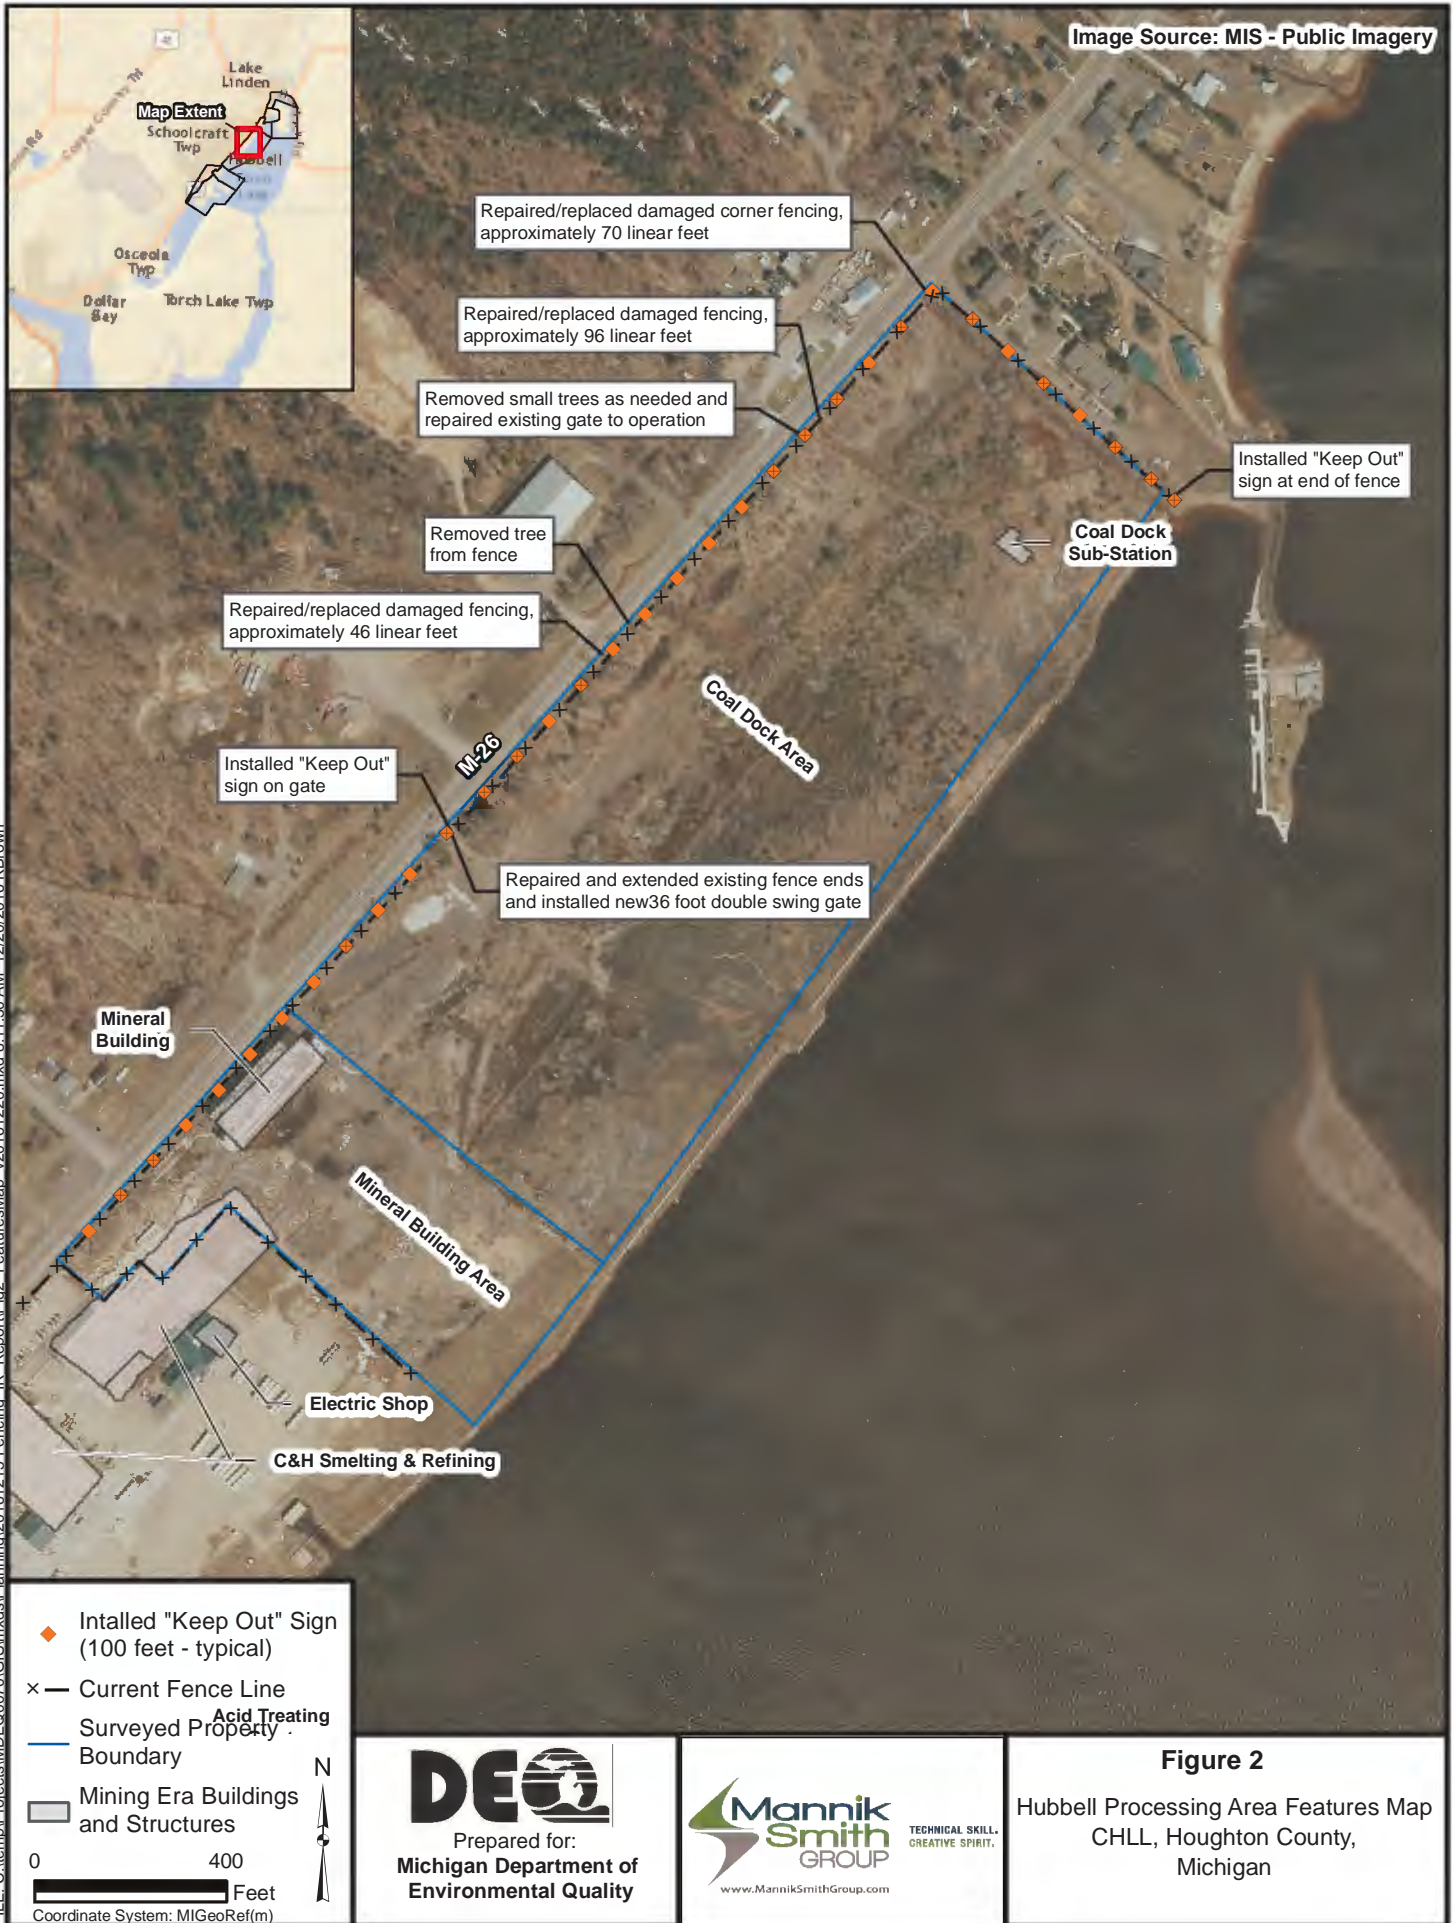 Image Source: MIS - Public Imagery
Lake
Linden
Map Extent
Schoolcraft
Twp
Osceola
Twp
Dollar
Bay
Torch Lake Twp
Repaired/replaced damaged corner fencing,
approximately 70 linear feet
Repaired/replaced damaged fencing,
approximately 96 linear feet
Removed small trees as needed and
repaired existing gate to operation
Installed "Keep Out"
sign at end of fence
Removed tree
from fence
Coal Dock
Sub-Station
Repaired/replaced damaged fencing,
approximately 46 linear feet
Coal Dock Area
M-26
Installed "Keep Out"
sign on gate
Repaired and extended existing fence ends
and installed new36 foot double swing gate
Mineral
Building
Mineral Building Area
Electric Shop
C&H Smelting & Refining
Intalled "Keep Out" Sign
(100 feet - typical)
Current Fence Line
Acid Treating
Surveyed Property
Boundary
Mining Era Buildings
and Structures
N
0 400
Feet
Coordinate System: MIGeoRef(m)
DEQ
Prepared for:
Michigan Department of
Environmental Quality
Mannik
Smith
GROUP
TECHNICAL SKILL.
CREATIVE SPIRIT.
www.MannikSmithGroup.com
Figure 2
Hubbell Processing Area Features Map
CHLL, Houghton County,
Michigan